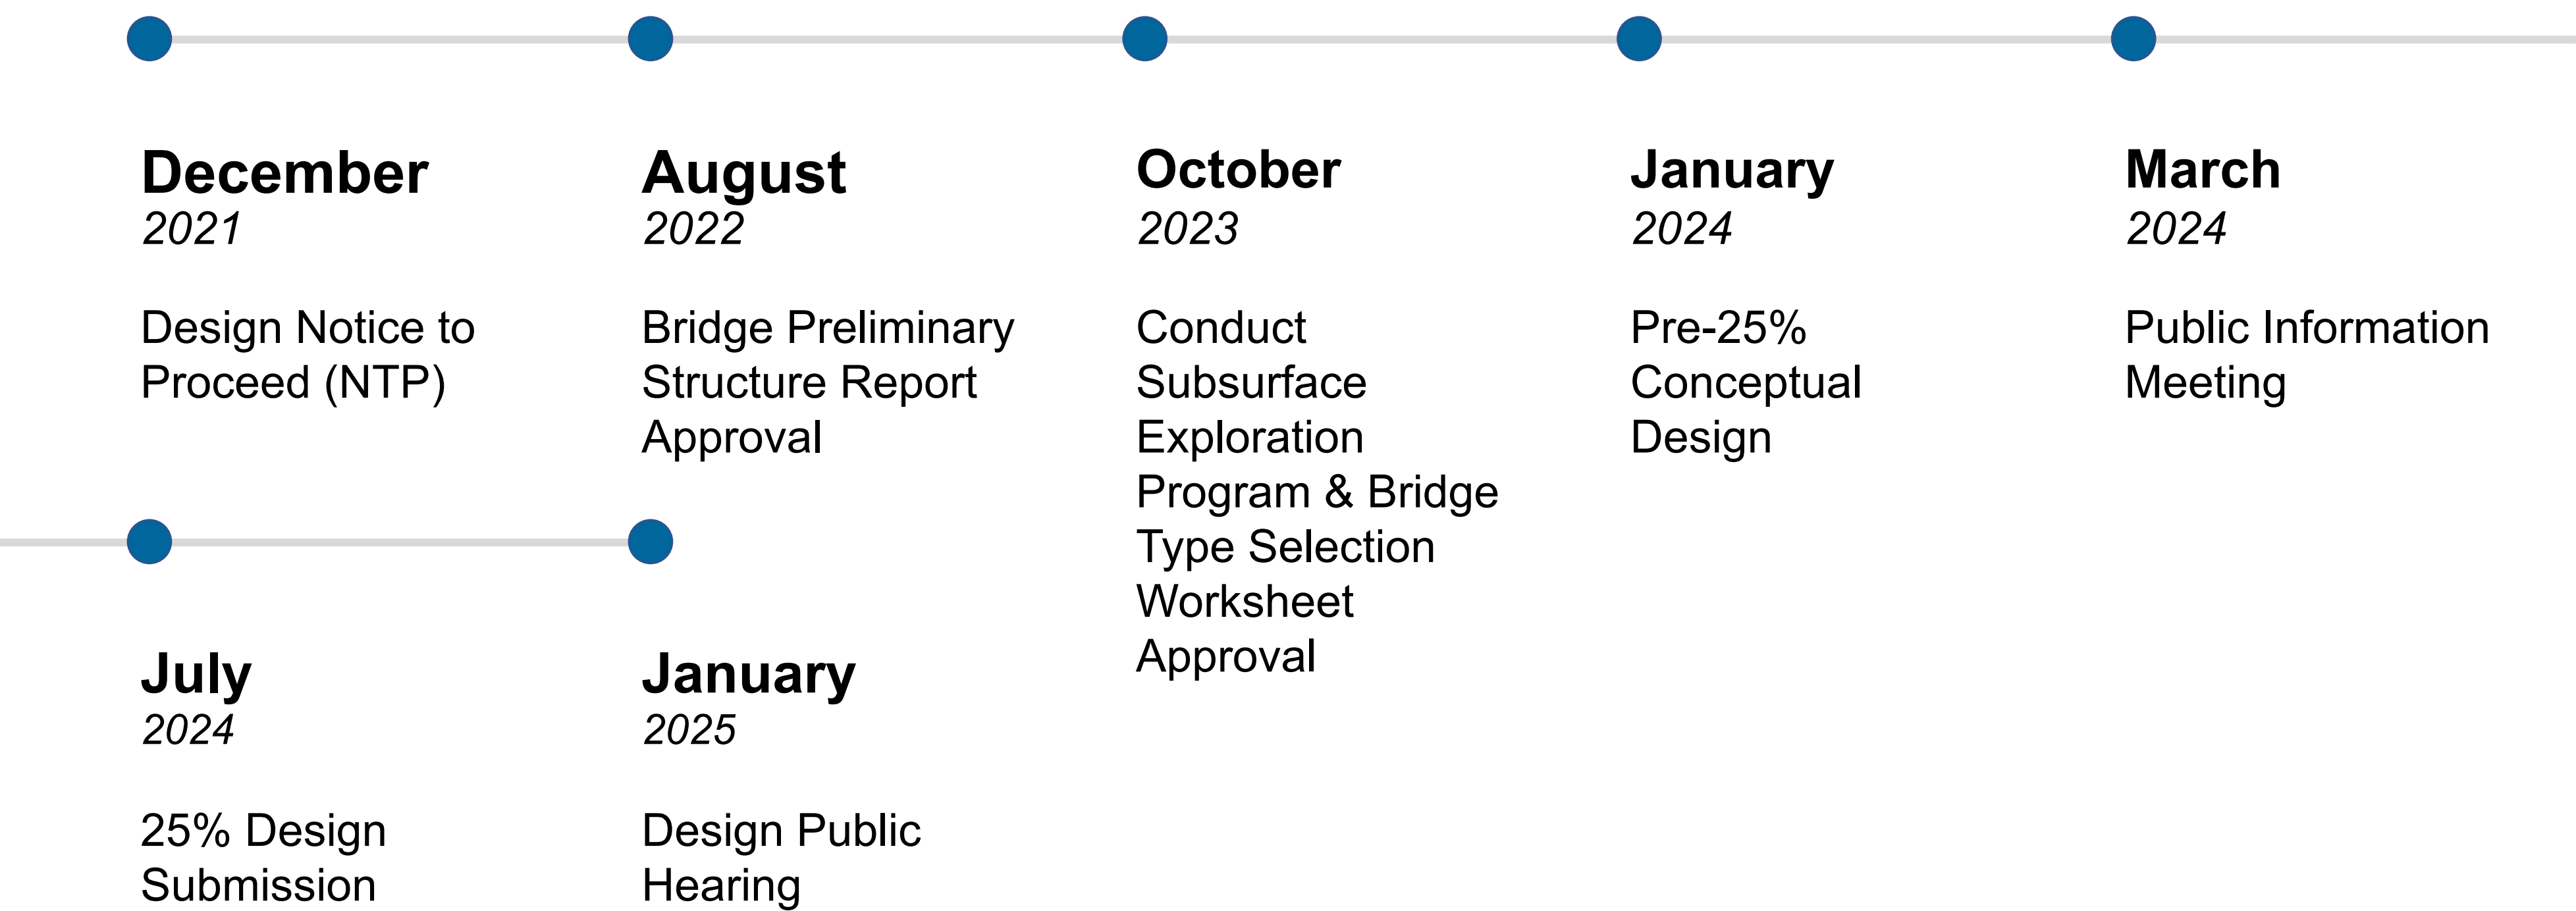 December
2021
Design Notice to
Proceed (NTP)
August
2022
Bridge Preliminary
Structure Report
Approval
October
2023
Conduct
Subsurface
Exploration
Program & Bridge
Type Selection
Worksheet
Approval
January
2024
Pre-25%
Conceptual
Design
March
2024
Public Information
Meeting
July
2024
25% Design
Submission
January
2025
Design Public
Hearing